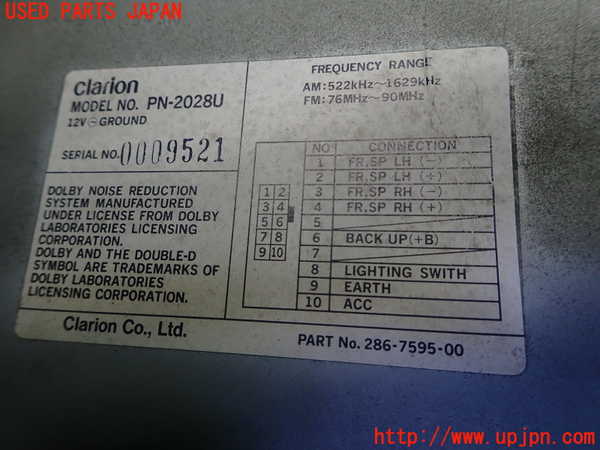 USED PARTS JAPAN
Clarion
MODEL NO. PN-2028U
12V ⊖ GROUND
SERIAL NO. 0009521
DOLBY NOISE REDUCTION
SYSTEM MANUFACTURED
UNDER LICENSE FROM DOLBY
LABORATORIES LICENSING
CORPORATION.
DOLBY AND THE DOUBLE-D
SYMBOL ARE TRADEMARKS OF
DOLBY LABORATORIES
LICENSING CORPORATION.
Clarion Co., Ltd.
FREQUENCY RANGE
AM:522kHz~1629kHz
FM:76MHz~90MHz
1 2
3 4
5 6
7 8
9 10
NO CONNECTION
1 FR.SP LH (-)
2 FR.SP LH (+)
3 FR.SP RH (-)
4 FR.SP RH (+)
5
6 BACK UP(+B)
7
8 LIGHTING SWITH
9 EARTH
10 ACC
PART No. 286-7595-00
UPJ
http://www.upjpn.com/